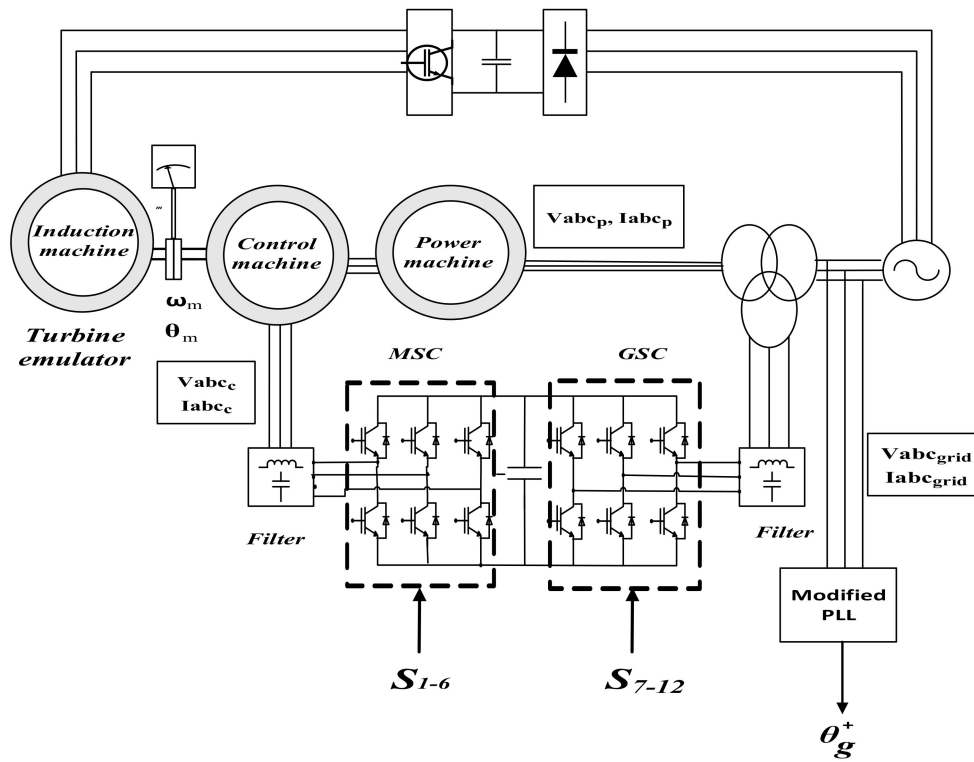 Induction
machine
Control
machine
Power
machine
Vabcp, Iabcp
ωm
θm
Turbine
emulator
MSC
GSC
Vabcc
Iabcc
Vabcgrid
Iabcgrid
Filter
Filter
Modified
PLL
S1-6
S7-12
θg+